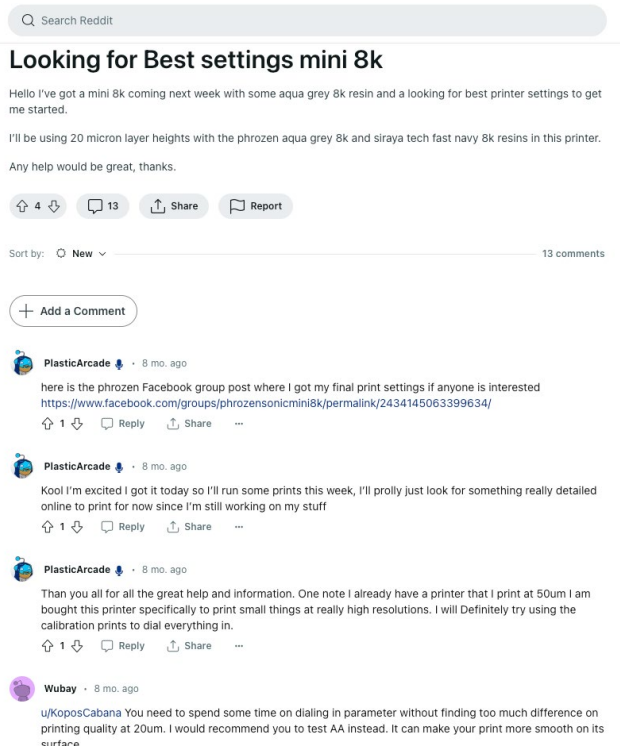 Search Reddit
Looking for Best settings mini 8k
Hello I've got a mini 8k coming next week with some aqua grey 8k resin and a looking for best printer settings to get
me started.
I'll be using 20 micron layer heights with the phrozen aqua grey 8k and siraya tech fast navy 8k resins in this printer.
Any help would be great, thanks.
4 13 Share Report
Sort by: New 13 comments
Add a Comment
PlasticArcade · 8 mo. ago
here is the phrozen Facebook group post where I got my final print settings if anyone is interested
https://www.facebook.com/groups/phrozensonicmini8k/permalink/2434145063399634/
1 Reply Share ···
PlasticArcade · 8 mo. ago
Kool I'm excited I got it today so I'll run some prints this week, I'll prolly just look for something really detailed
online to print for now since I'm still working on my stuff
1 Reply Share ···
PlasticArcade · 8 mo. ago
Than you all for all the great help and information. One note I already have a printer that I print at 50um I am
bought this printer specifically to print small things at really high resolutions. I will Definitely try using the
calibration prints to dial everything in.
1 Reply Share ···
Wubay · 8 mo. ago
u/KoposCabana You need to spend some time on dialing in parameter without finding too much difference on
printing quality at 20um. I would recommend you to test AA instead. It can make your print more smooth on its
surface